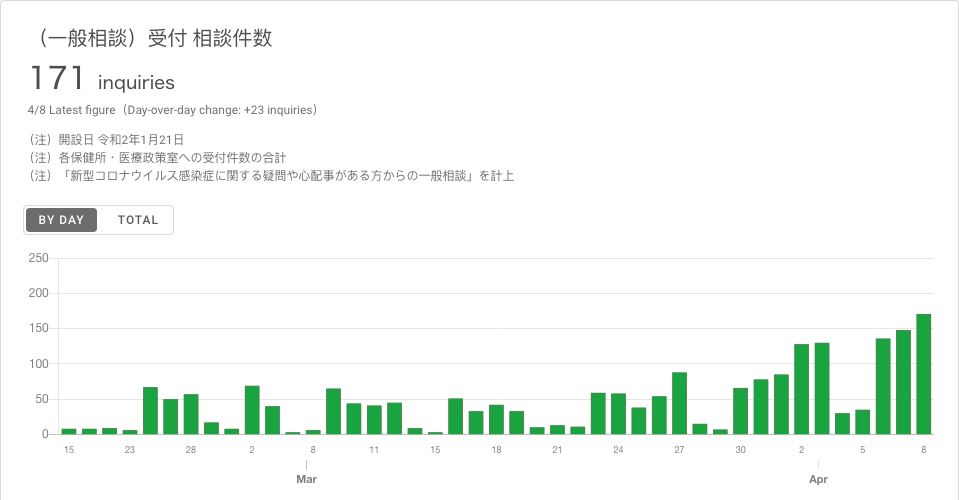 （一般相談）受付 相談件数
171 inquiries
4/8 Latest figure（Day-over-day change: +23 inquiries）
（注）開設日 令和2年1月21日
（注）各保健所・医療政策室への受付件数の合計
（注）「新型コロナウイルス感染症に関する疑問や心配事がある方からの一般相談」を計上
BY DAY TOTAL
250
200
150
100
50
0
15 23 28 2 8 11 15 18 21 24 27 30 2 5 8
Mar Apr